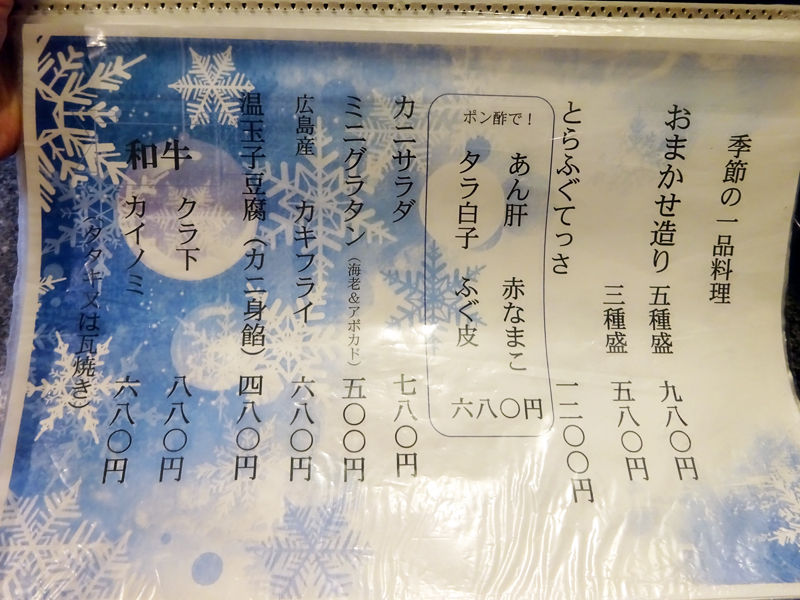 季節の一品料理
おまかせ造り 五種盛 九八〇円
三種盛 五八〇円
とらふぐてっさ 一二〇〇円
ポン酢で！
あん肝 赤なまこ
タラ白子 ふぐ皮
六八〇円
カニサラダ 七八〇円
ミニグラタン（海老&アボカド） 五〇〇円
広島産 カキフライ 六八〇円
温玉子豆腐（カニ身餡） 四八〇円
和牛
クラ下 八八〇円
カイノミ 六八〇円
（タタキ又は瓦焼き）